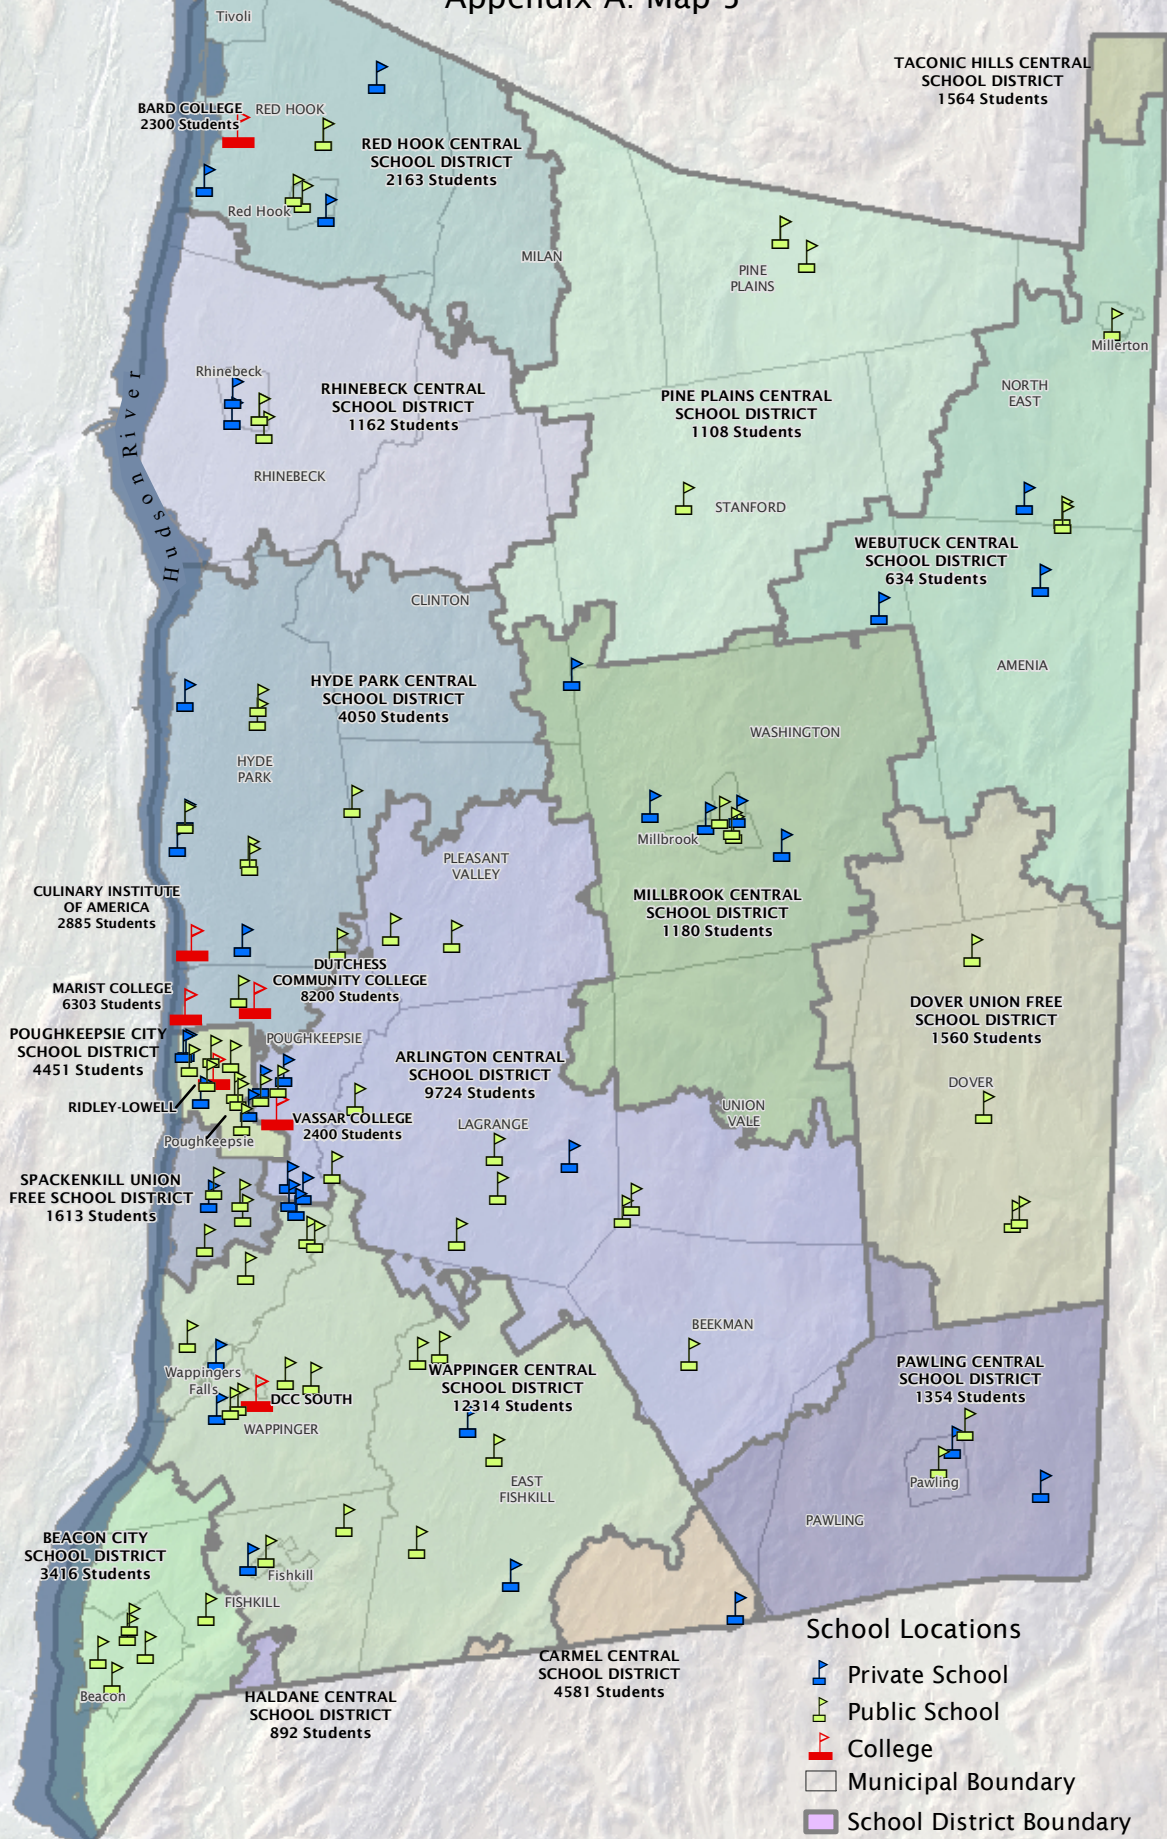 Appendix A: Map 5
Tivoli
TACONIC HILLS CENTRAL
SCHOOL DISTRICT
1564 Students
BARD COLLEGE
2300 Students
RED HOOK
RED HOOK CENTRAL
SCHOOL DISTRICT
2163 Students
Red Hook
MILAN
PINE
PLAINS
Millerton
Rhinebeck
RHINEBECK CENTRAL
SCHOOL DISTRICT
1162 Students
PINE PLAINS CENTRAL
SCHOOL DISTRICT
1108 Students
NORTH
EAST
Hudson River
RHINEBECK
STANFORD
WEBUTUCK CENTRAL
SCHOOL DISTRICT
634 Students
CLINTON
AMENIA
HYDE PARK CENTRAL
SCHOOL DISTRICT
4050 Students
WASHINGTON
HYDE
PARK
Millbrook
PLEASANT
VALLEY
CULINARY INSTITUTE
OF AMERICA
2885 Students
MILLBROOK CENTRAL
SCHOOL DISTRICT
1180 Students
DUTCHESS
COMMUNITY COLLEGE
8200 Students
MARIST COLLEGE
6303 Students
DOVER UNION FREE
SCHOOL DISTRICT
1560 Students
POUGHKEEPSIE CITY
SCHOOL DISTRICT
4451 Students
POUGHKEEPSIE
ARLINGTON CENTRAL
SCHOOL DISTRICT
9724 Students
DOVER
RIDLEY-LOWELL
UNION
VALE
VASSAR COLLEGE
2400 Students
LAGRANGE
Poughkeepsie
SPACKENKILL UNION
FREE SCHOOL DISTRICT
1613 Students
BEEKMAN
Wappingers
Falls
WAPPINGER CENTRAL
SCHOOL DISTRICT
12314 Students
PAWLING CENTRAL
SCHOOL DISTRICT
1354 Students
DCC SOUTH
WAPPINGER
EAST
FISHKILL
Pawling
PAWLING
BEACON CITY
SCHOOL DISTRICT
3416 Students
Fishkill
FISHKILL
Beacon
CARMEL CENTRAL
SCHOOL DISTRICT
4581 Students
HALDANE CENTRAL
SCHOOL DISTRICT
892 Students
School Locations
Private School
Public School
College
Municipal Boundary
School District Boundary